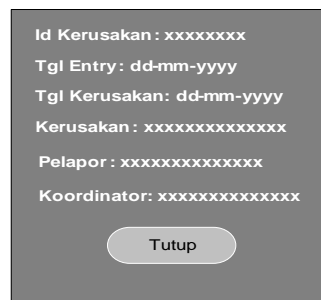 Id Kerusakan : xxxxxxxx
Tgl Entry : dd-mm-yyyy
Tgl Kerusakan: dd-mm-yyyy
Kerusakan : xxxxxxxxxxxxxx
Pelapor : xxxxxxxxxxxxxx
Koordinator: xxxxxxxxxxxxxx
Tutup